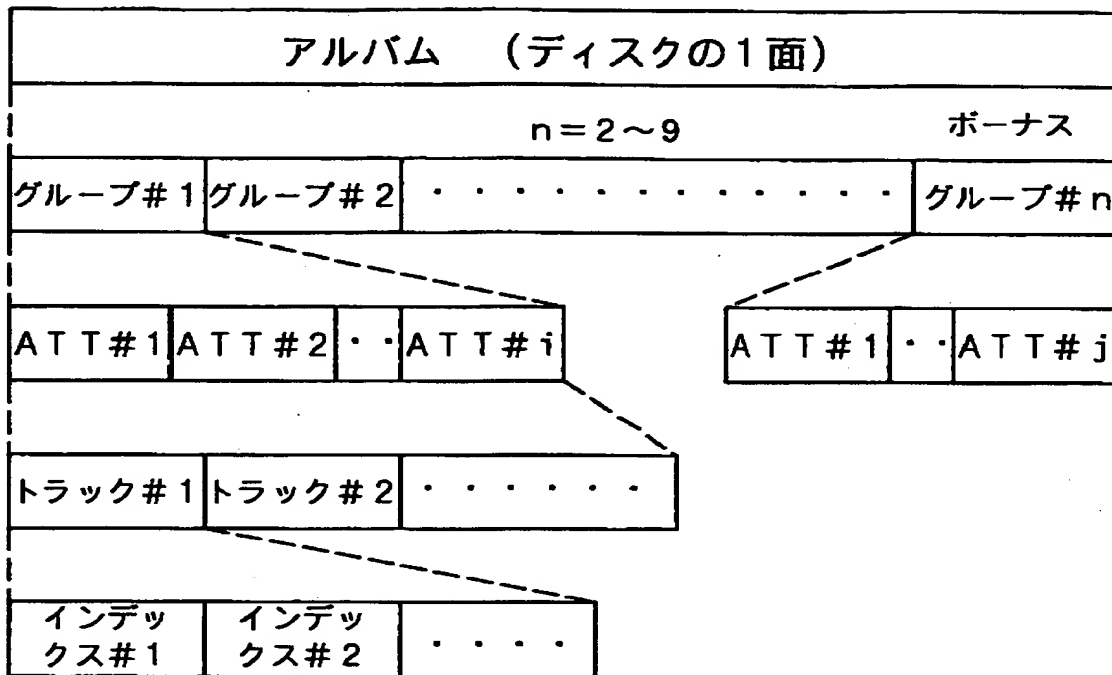 アルバム （ディスクの1面）
n＝2～9 ボーナス
グループ＃1 グループ＃2 ・・・・・・・・・・・・・ グループ＃n
ATT＃1 ATT＃2 ・・ ATT＃i ATT＃1 ・・ ATT＃j
トラック＃1 トラック＃2 ・・・・・・
インデッ インデッ
クス＃1 クス＃2 ・・・・